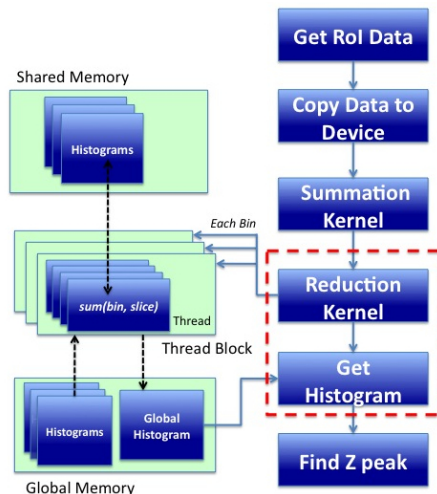 Get RoI Data
Shared Memory
Copy Data to
Device
Histograms
Summation
Kernel
Each Bin
Reduction
Kernel
sum(bin, slice)
Thread
Thread Block
Get
Histogram
Histograms
Global
Histogram
Find Z peak
Global Memory